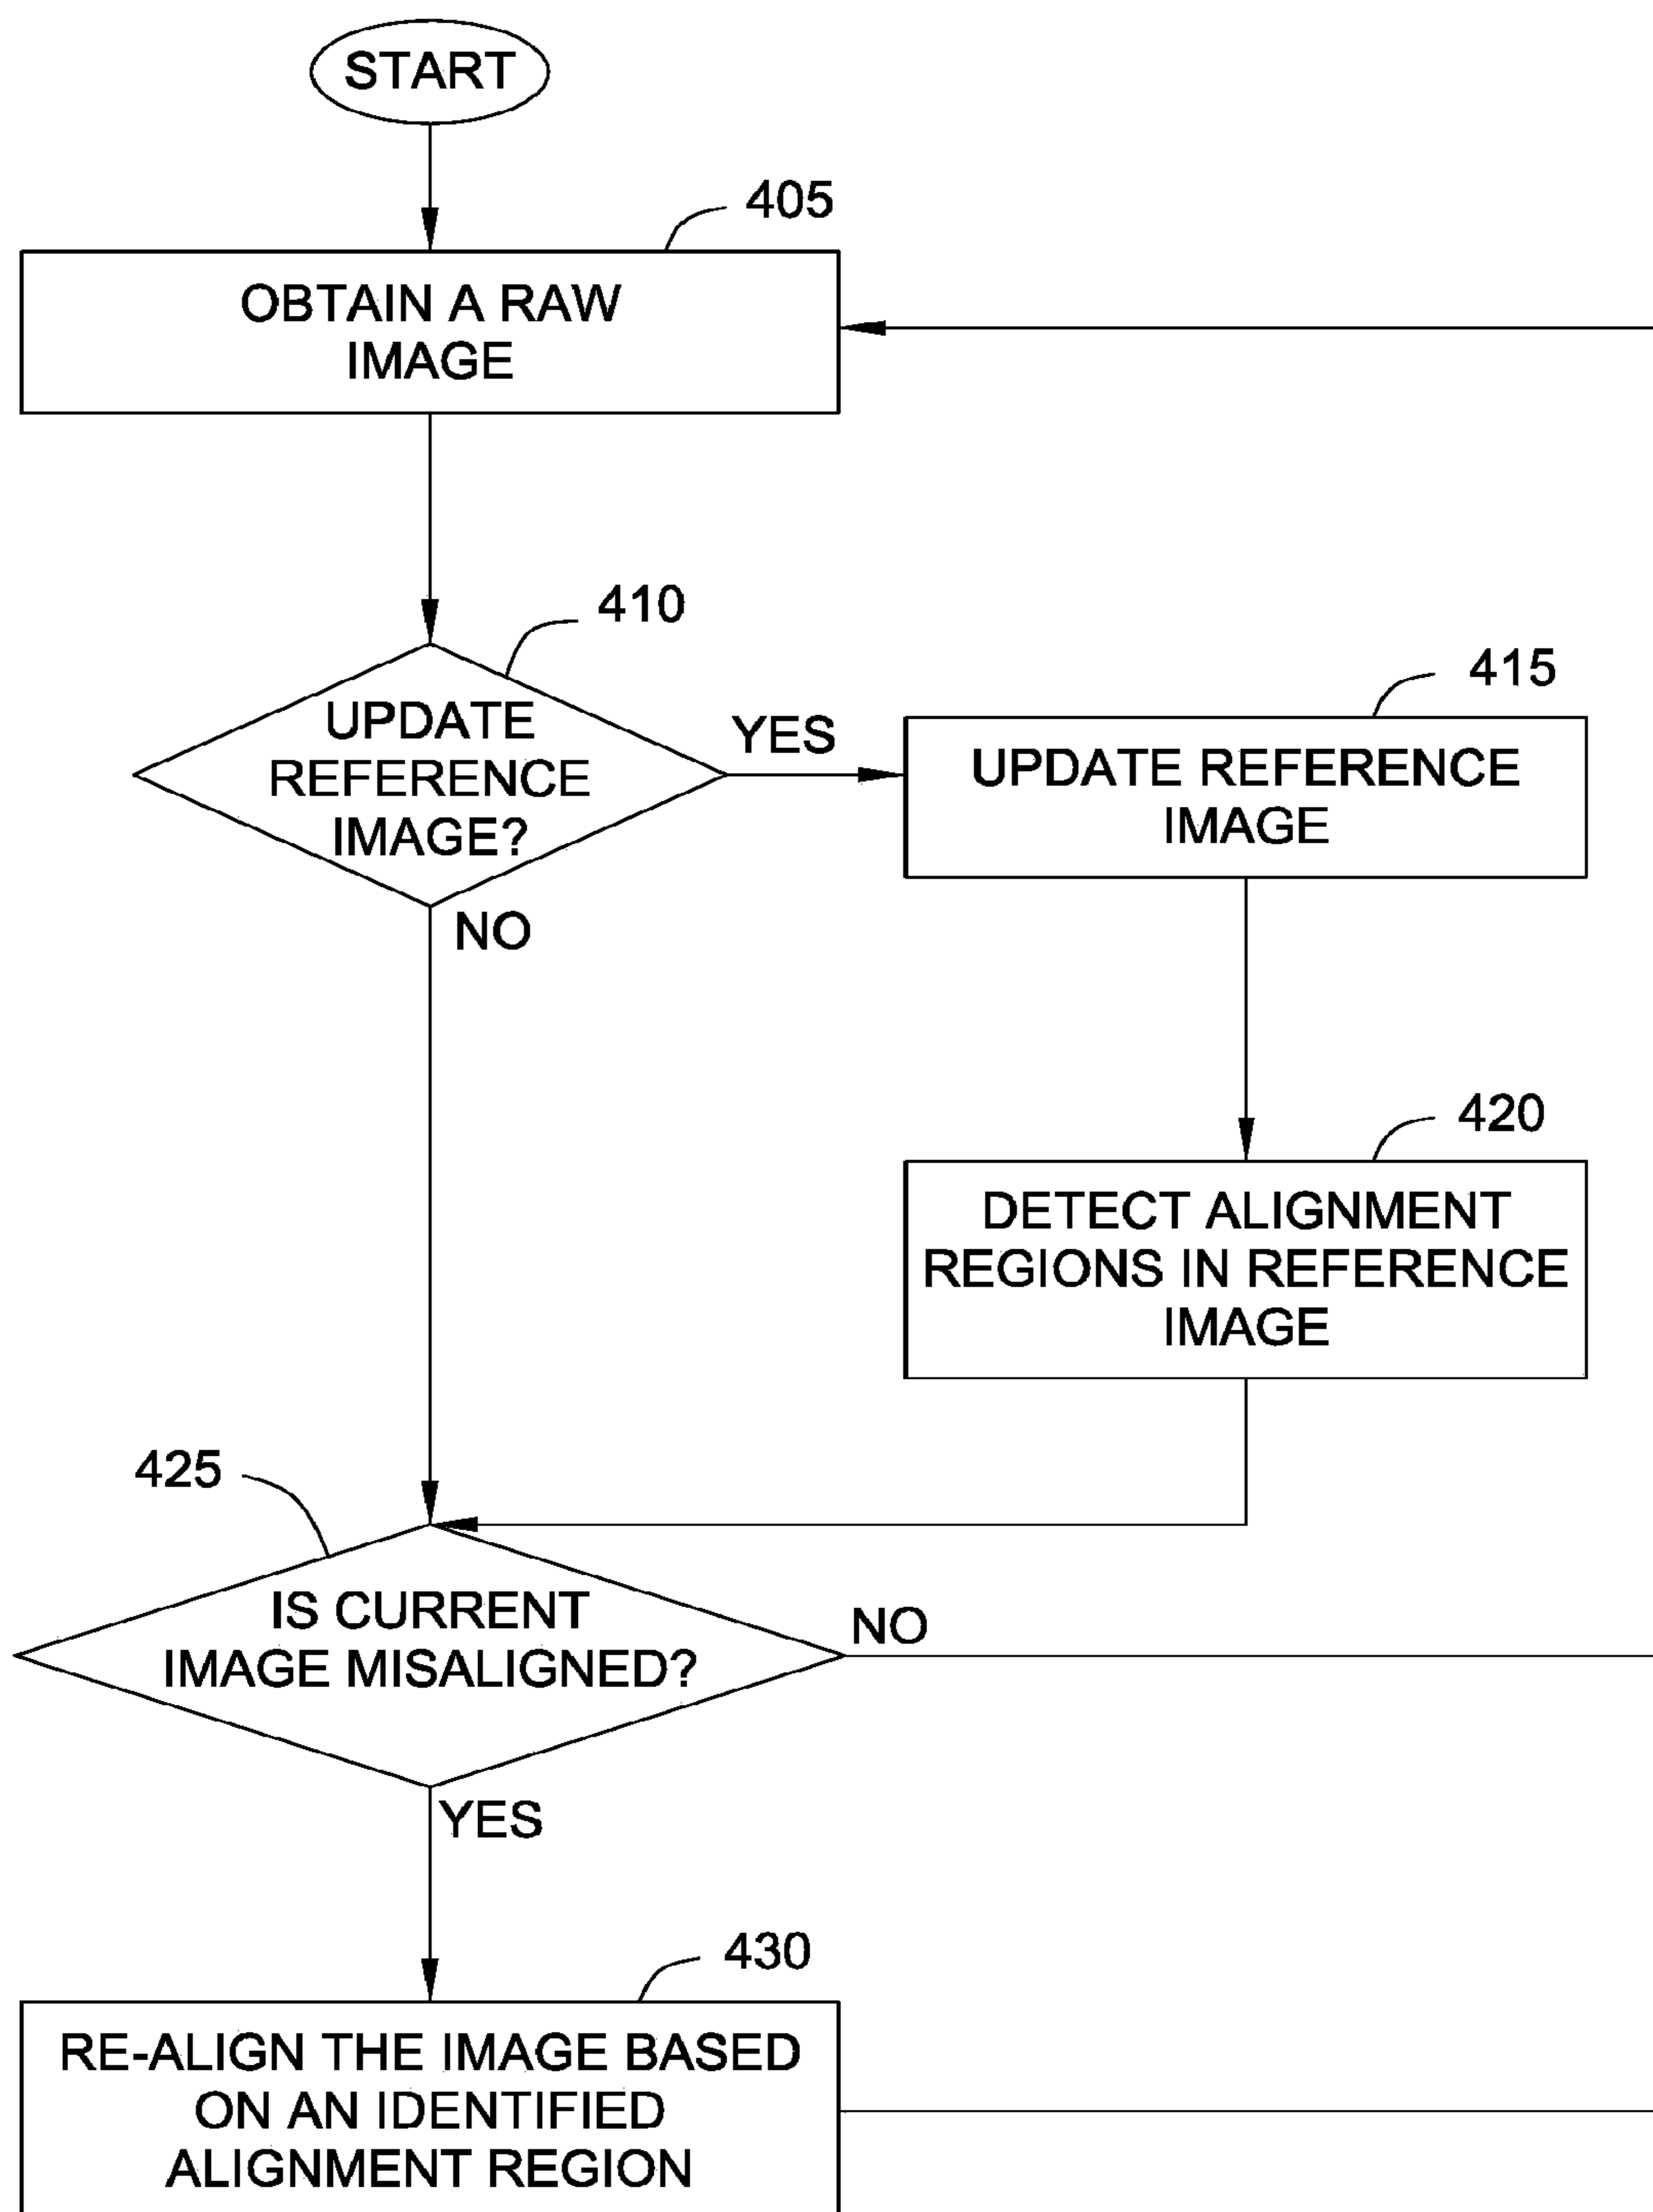 START
405
OBTAIN A RAW
IMAGE
410
UPDATE
REFERENCE
IMAGE?
YES
NO
415
UPDATE REFERENCE
IMAGE
420
DETECT ALIGNMENT
REGIONS IN REFERENCE
IMAGE
425
IS CURRENT
IMAGE MISALIGNED?
NO
YES
430
RE-ALIGN THE IMAGE BASED
ON AN IDENTIFIED
ALIGNMENT REGION